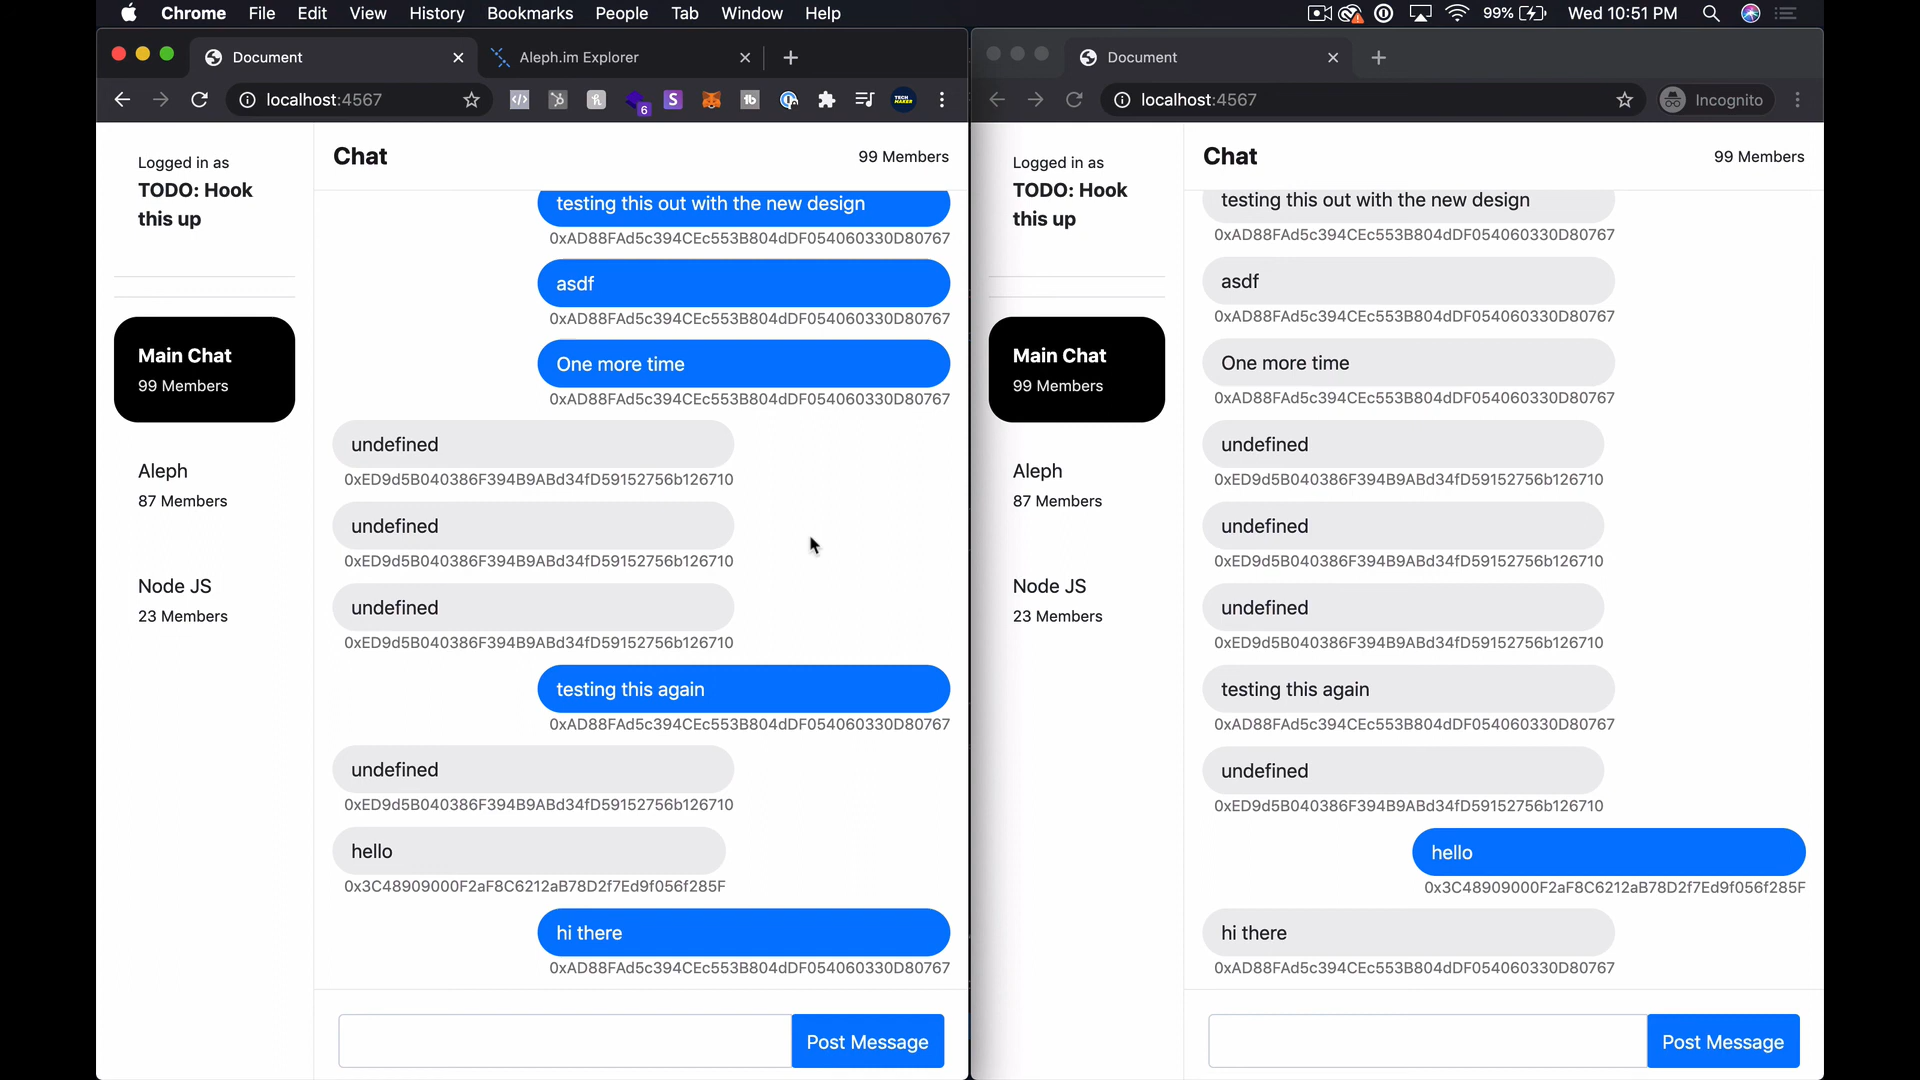 Chrome File Edit View History Bookmarks People Tab Window Help
99% Wed 10:51 PM
Document
Aleph.im Explorer
localhost:4567
6
TECH MAKER
Logged in as
TODO: Hook
this up
Main Chat
99 Members
Aleph
87 Members
Node JS
23 Members
Chat
99 Members
testing this out with the new design
0xAD88FAd5c394CEc553B804dDF054060330D80767
asdf
0xAD88FAd5c394CEc553B804dDF054060330D80767
One more time
0xAD88FAd5c394CEc553B804dDF054060330D80767
undefined
0xED9d5B040386F394B9ABd34fD59152756b126710
undefined
0xED9d5B040386F394B9ABd34fD59152756b126710
undefined
0xED9d5B040386F394B9ABd34fD59152756b126710
testing this again
0xAD88FAd5c394CEc553B804dDF054060330D80767
undefined
0xED9d5B040386F394B9ABd34fD59152756b126710
hello
0x3C48909000F2aF8C6212aB78D2f7Ed9f056f285F
hi there
0xAD88FAd5c394CEc553B804dDF054060330D80767
Post Message
Document
localhost:4567
Incognito
Logged in as
TODO: Hook
this up
Main Chat
99 Members
Aleph
87 Members
Node JS
23 Members
Chat
99 Members
testing this out with the new design
0xAD88FAd5c394CEc553B804dDF054060330D80767
asdf
0xAD88FAd5c394CEc553B804dDF054060330D80767
One more time
0xAD88FAd5c394CEc553B804dDF054060330D80767
undefined
0xED9d5B040386F394B9ABd34fD59152756b126710
undefined
0xED9d5B040386F394B9ABd34fD59152756b126710
undefined
0xED9d5B040386F394B9ABd34fD59152756b126710
testing this again
0xAD88FAd5c394CEc553B804dDF054060330D80767
undefined
0xED9d5B040386F394B9ABd34fD59152756b126710
hello
0x3C48909000F2aF8C6212aB78D2f7Ed9f056f285F
hi there
0xAD88FAd5c394CEc553B804dDF054060330D80767
Post Message